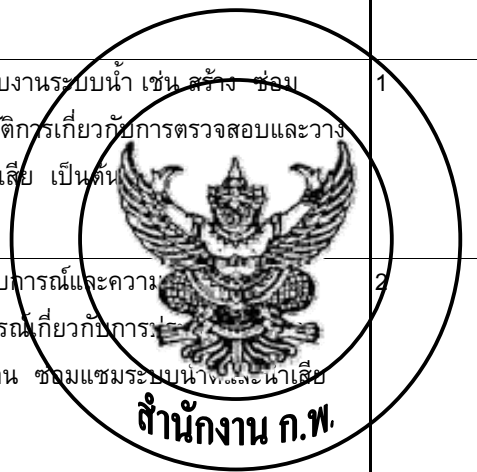 บงานระบบน้ำ เช่น สร้าง ซ่อม 1
ติการเกี่ยวกับการตรวจสอบและวาง
เสีย เป็นต้น
บการณ์และความ 2
รณ์เกี่ยวกับการ
าน ซ่อมแซมระบบน้ำดีและน้ำเสีย
สำนักงาน ก.พ.